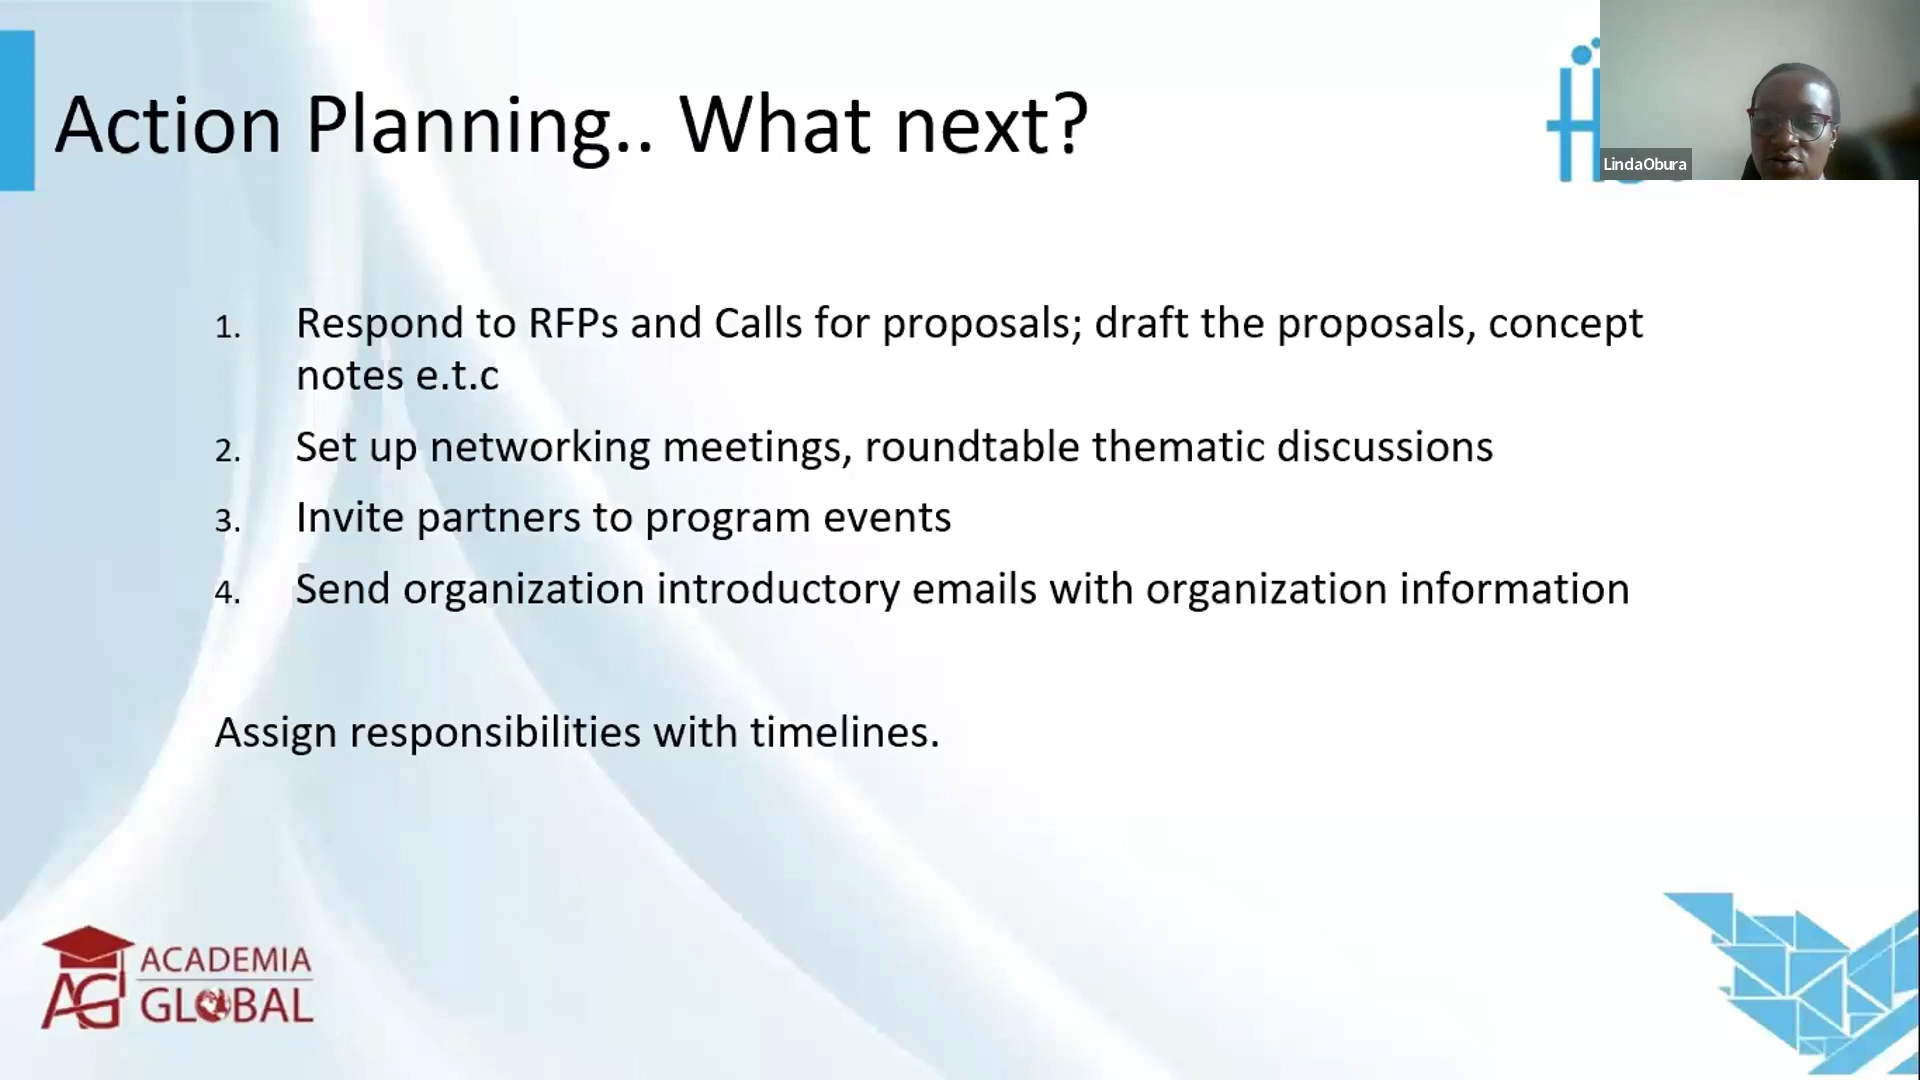 Action Planning.. What next?
LindaObura
1. Respond to RFPs and Calls for proposals; draft the proposals, concept
notes e.t.c
2. Set up networking meetings, roundtable thematic discussions
3. Invite partners to program events
4. Send organization introductory emails with organization information
Assign responsibilities with timelines.
AG
ACADEMIA
GLOBAL